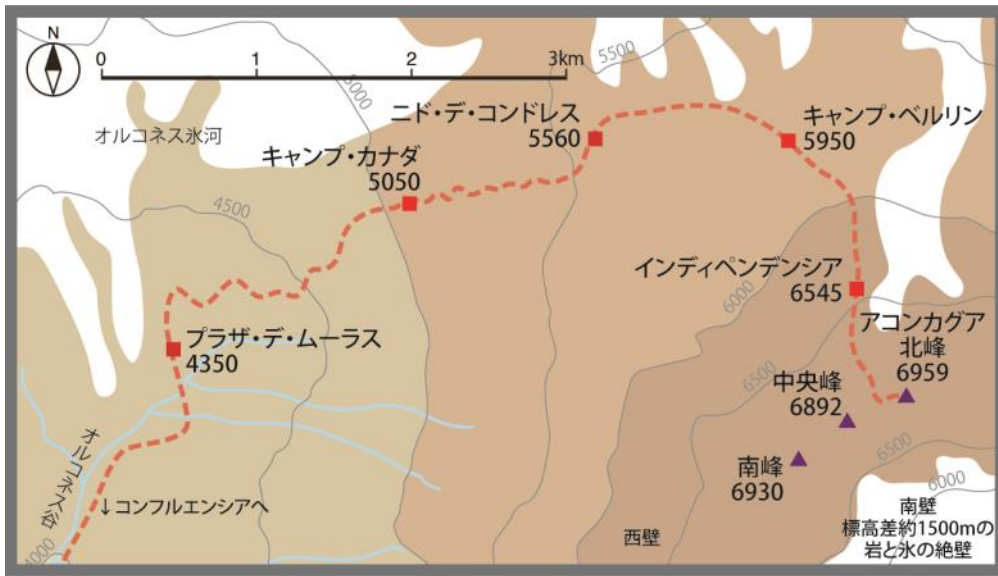 N
0
1
2
3km
5500
5000
オルコネス氷河
ニド・デ・コンドレス
5560
キャンプ・ベルリン
5950
キャンプ・カナダ
5050
4500
インディペンデンシア
6545
6000
アコンカグア
北峰
6959
プラザ・デ・ムーラス
4350
中央峰
6892
6500
南峰
6930
6500
6000
オルコネス谷
↓コンフルエンシアへ
西壁
南壁
標高差約1500mの
岩と氷の絶壁
4000